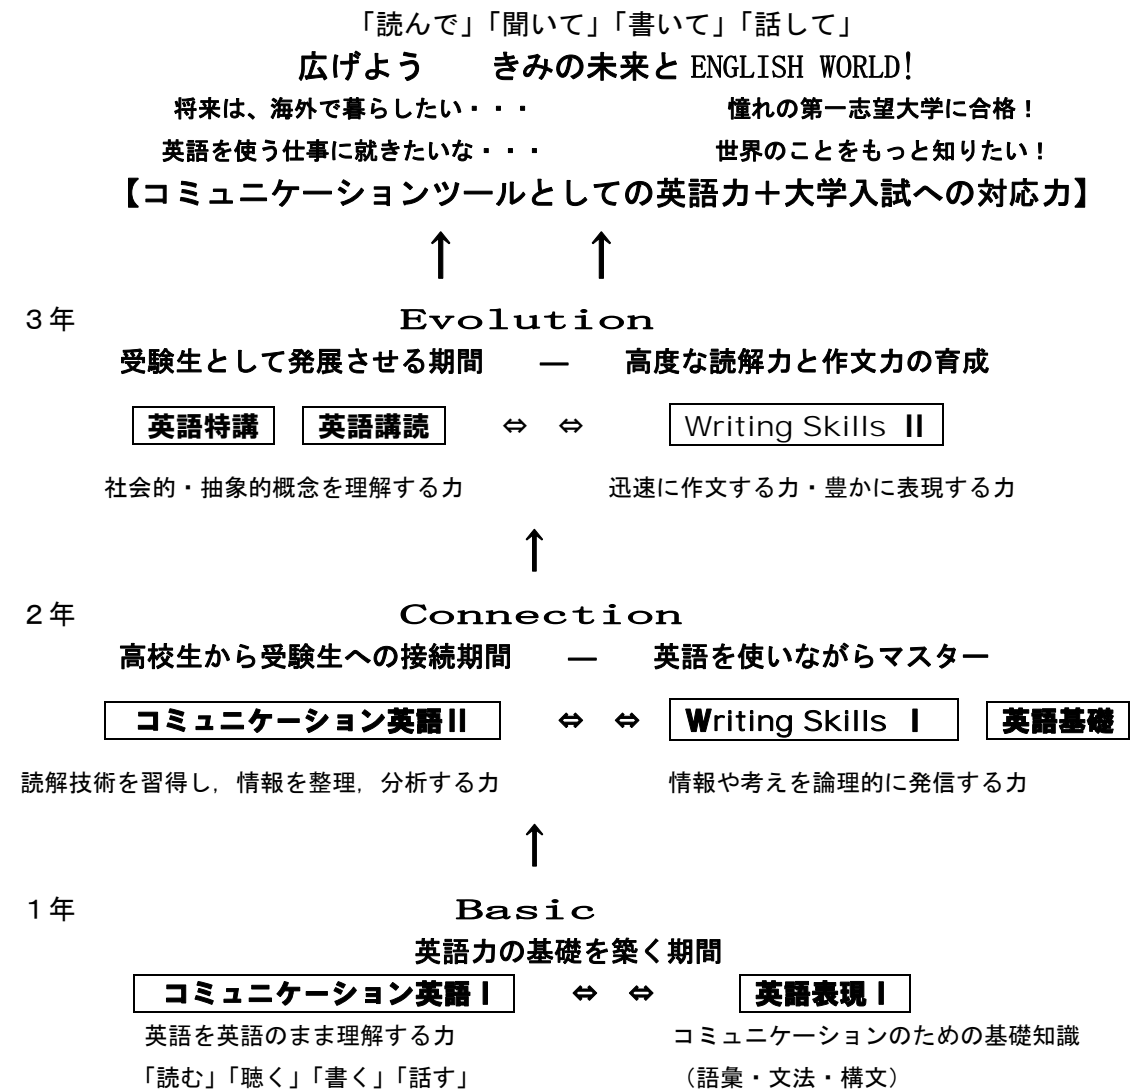 「読んで」「聞いて」「書いて」「話して」
広げよう　　きみの未来と ENGLISH WORLD!
将来は、海外で暮らしたい・・・　　憧れの第一志望大学に合格！
英語を使う仕事に就きたいな・・・　　世界のことをもっと知りたい！
【コミュニケーションツールとしての英語力＋大学入試への対応力】
↑　　↑
３年　　Evolution
受験生として発展させる期間　―　高度な読解力と作文力の育成
英語特講　英語講読　⇔　⇔　Writing Skills Ⅱ
社会的・抽象的概念を理解する力　　迅速に作文する力・豊かに表現する力
↑
２年　　Connection
高校生から受験生への接続期間　―　英語を使いながらマスター
コミュニケーション英語Ⅱ　⇔　⇔　Writing Skills Ⅰ　英語基礎
読解技術を習得し，情報を整理，分析する力　　情報や考えを論理的に発信する力
↑
１年　　Basic
英語力の基礎を築く期間
コミュニケーション英語Ⅰ　⇔　⇔　英語表現Ⅰ
英語を英語のまま理解する力　　コミュニケーションのための基礎知識
「読む」「聴く」「書く」「話す」　　（語彙・文法・構文）